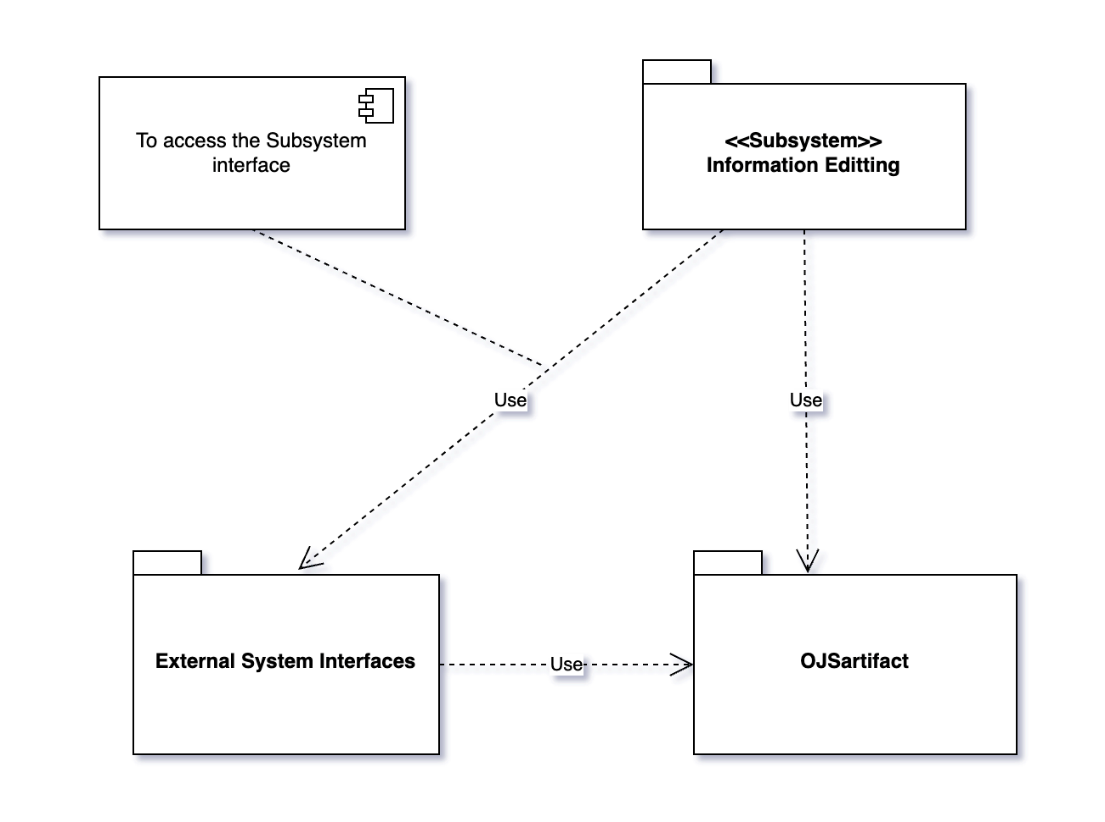 To access the Subsystem
interface
<<Subsystem>>
Information Editting
Use
Use
External System Interfaces
Use
OJSartifact